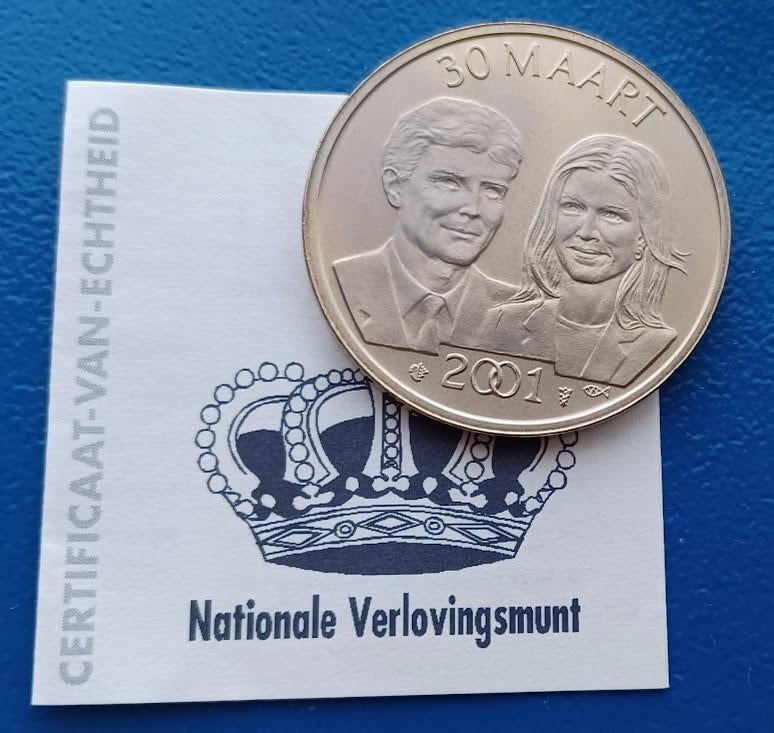 30 MAART
2001
CERTIFICAAT-VAN-ECHTHEID
Nationale Verlovingsmunt